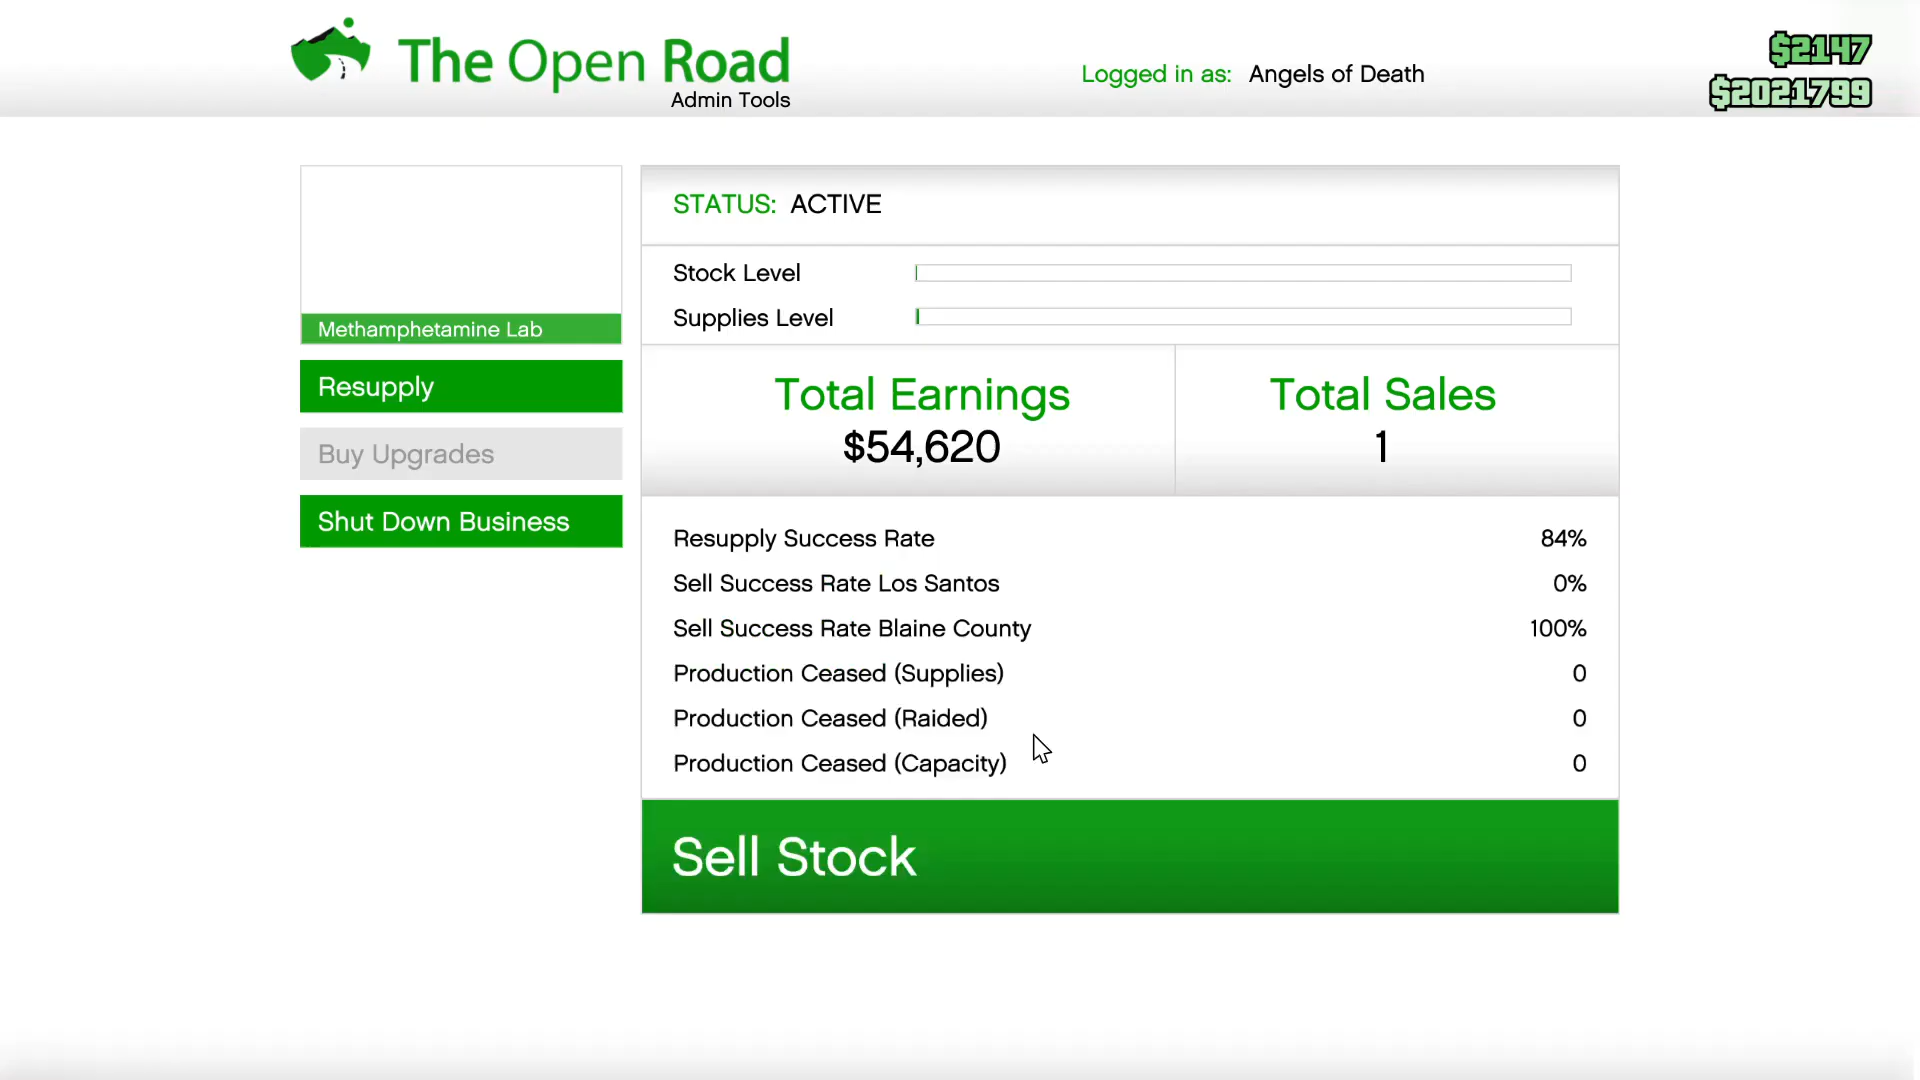 The Open Road
Admin Tools
Logged in as: Angels of Death
$2147
$2021799
Methamphetamine Lab
Resupply
Buy Upgrades
Shut Down Business
STATUS: ACTIVE
Stock Level
Supplies Level
Total Earnings
$54,620
Total Sales
1
Resupply Success Rate 84%
Sell Success Rate Los Santos 0%
Sell Success Rate Blaine County 100%
Production Ceased (Supplies) 0
Production Ceased (Raided) 0
Production Ceased (Capacity) 0
Sell Stock